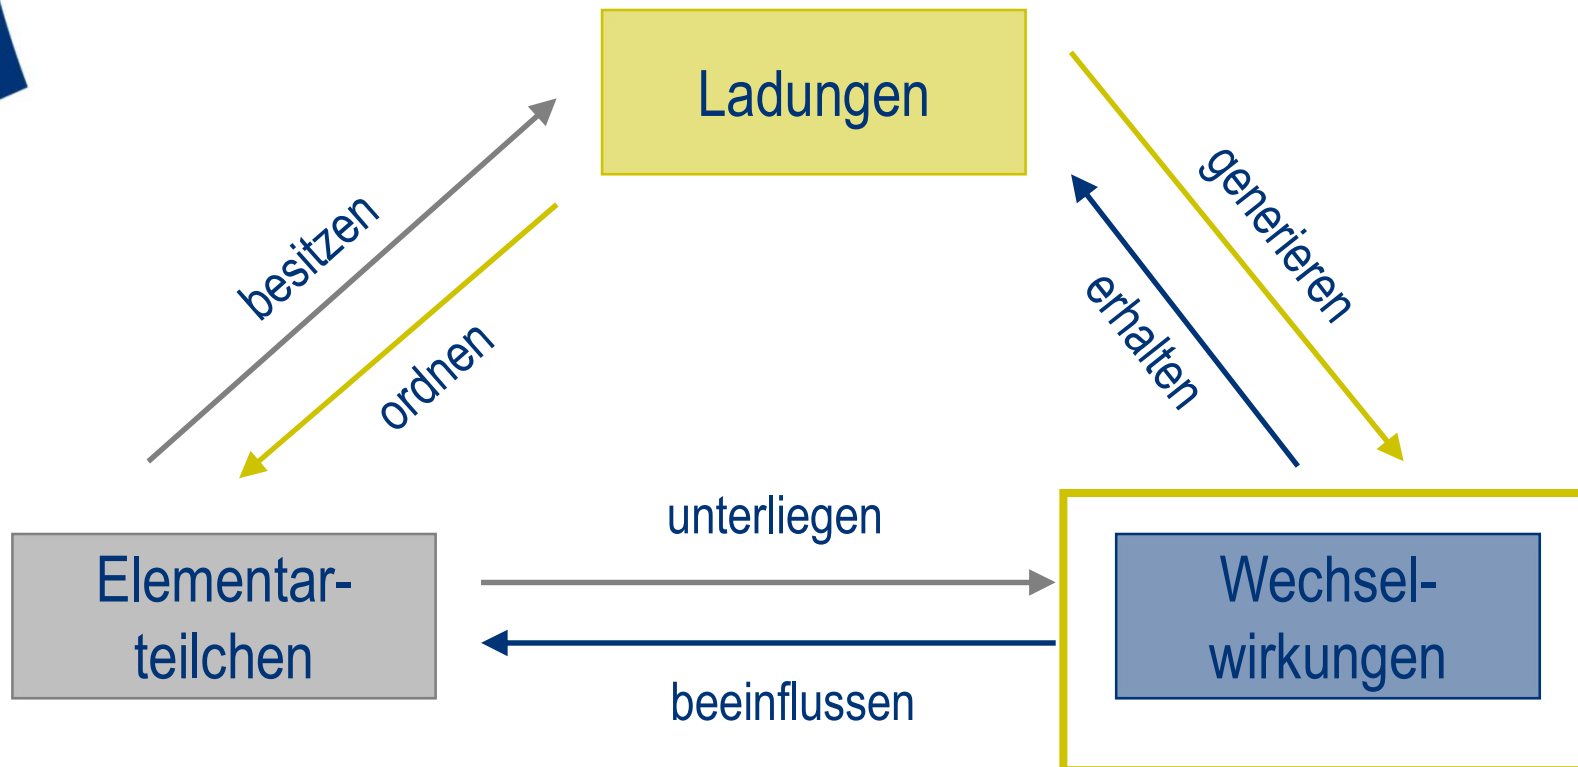 Ladungen
besitzen
ordnen
generieren
erhalten
unterliegen
Elementar-
teilchen
Wechsel-
wirkungen
beeinflussen